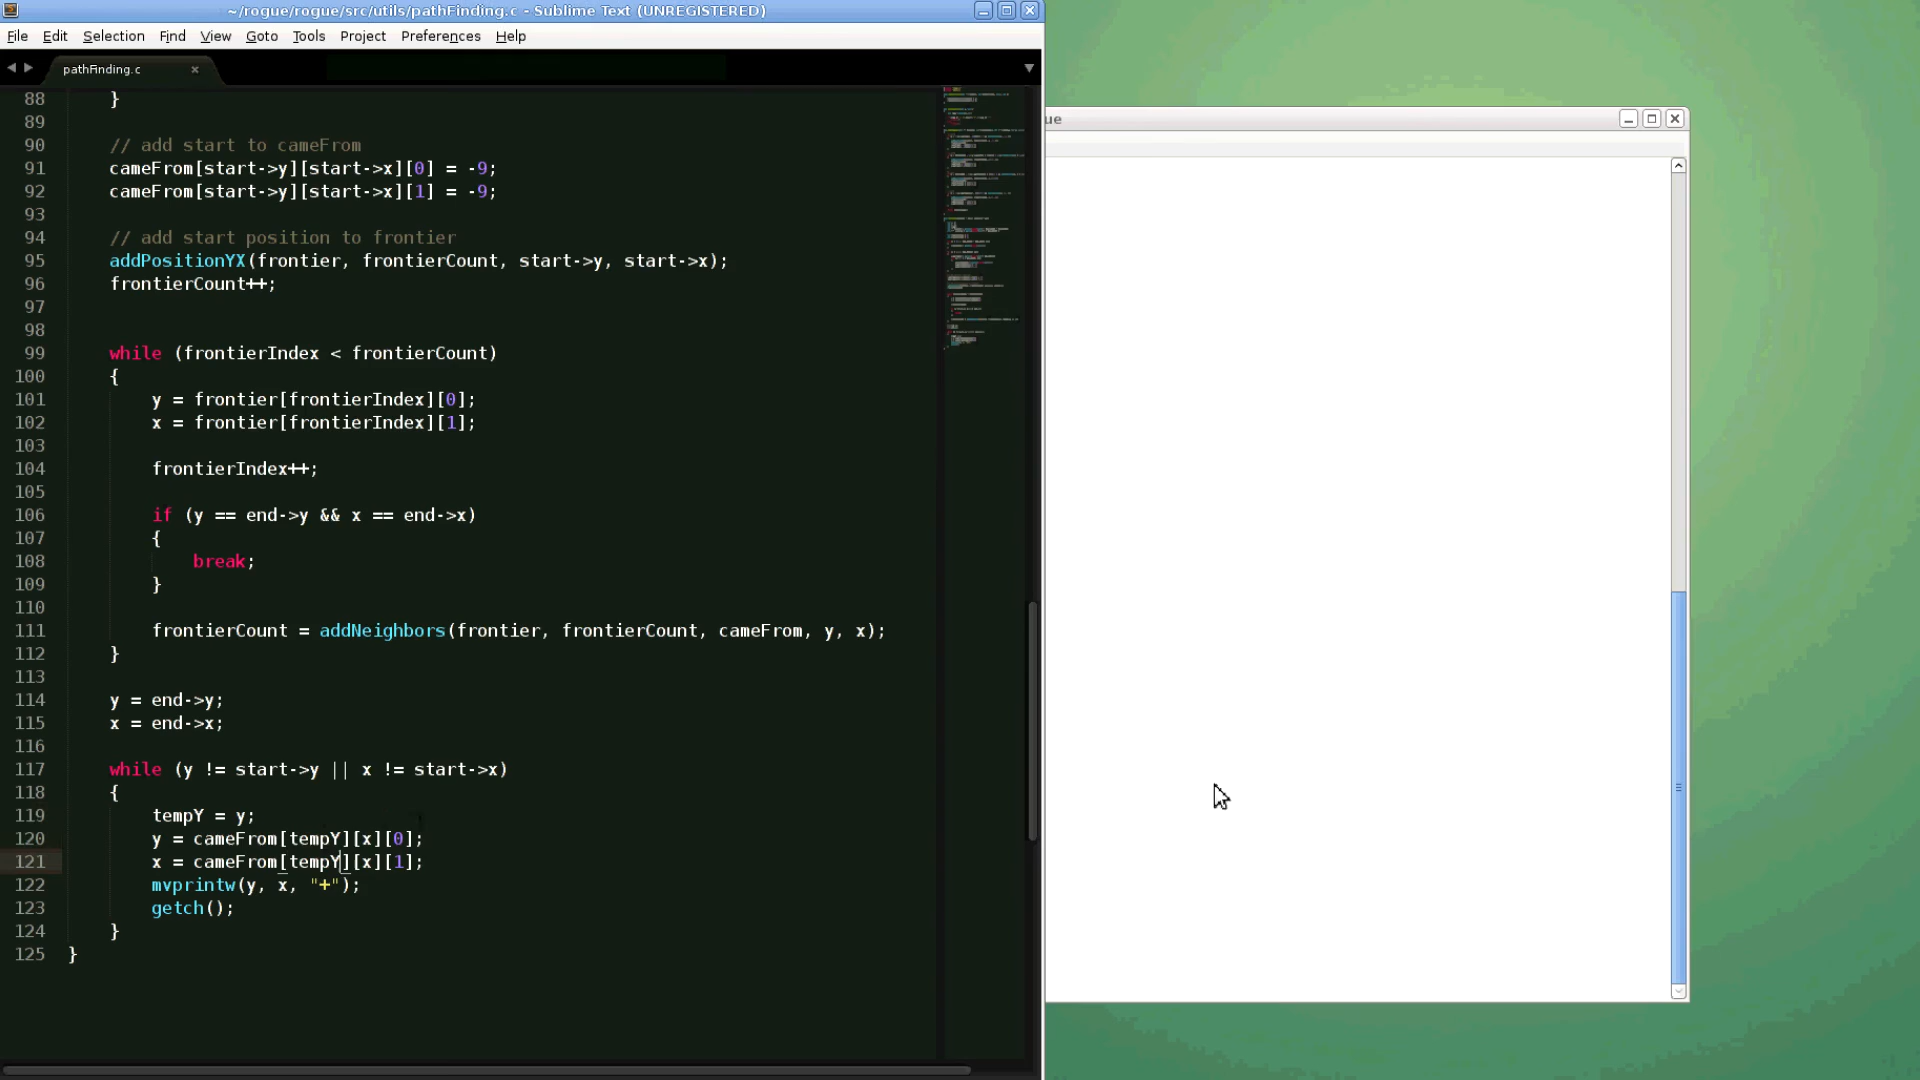 ~/rogue/rogue/src/utils/pathFinding.c - Sublime Text (UNREGISTERED)
File Edit Selection Find View Goto Tools Project Preferences Help
pathFinding.c
ue
88 }
89
90 // add start to cameFrom
91 cameFrom[start->y][start->x][0] = -9;
92 cameFrom[start->y][start->x][1] = -9;
93
94 // add start position to frontier
95 addPositionYX(frontier, frontierCount, start->y, start->x);
96 frontierCount++;
97
98
99 while (frontierIndex < frontierCount)
100 {
101 y = frontier[frontierIndex][0];
102 x = frontier[frontierIndex][1];
103
104 frontierIndex++;
105
106 if (y == end->y && x == end->x)
107 {
108 break;
109 }
110
111 frontierCount = addNeighbors(frontier, frontierCount, cameFrom, y, x);
112 }
113
114 y = end->y;
115 x = end->x;
116
117 while (y != start->y || x != start->x)
118 {
119 tempY = y;
120 y = cameFrom[tempY][x][0];
121 x = cameFrom[tempY][x][1];
122 mvprintw(y, x, "+");
123 getch();
124 }
125 }